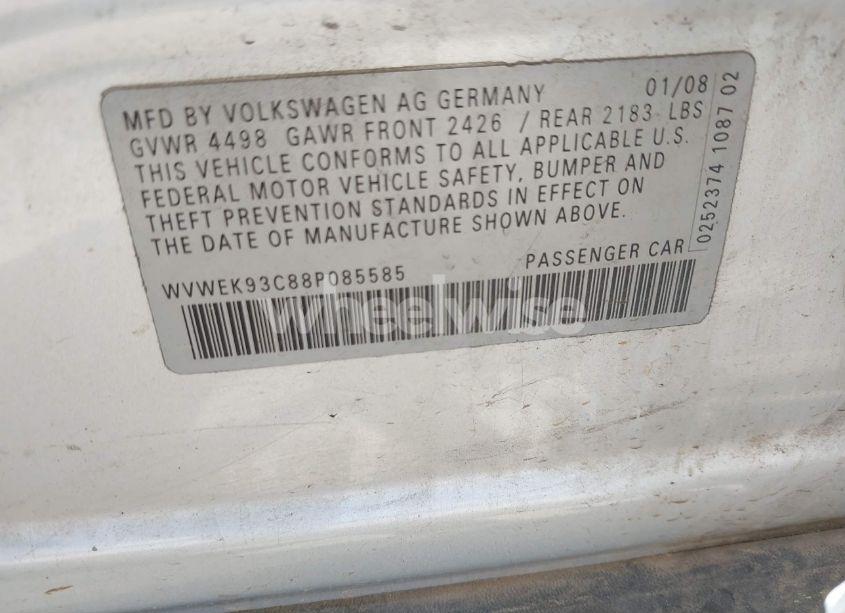 MFD BY VOLKSWAGEN AG GERMANY 01/08
GVWR 4498 GAWR FRONT 2426 / REAR 2183 LBS
THIS VEHICLE CONFORMS TO ALL APPLICABLE U.S.
FEDERAL MOTOR VEHICLE SAFETY, BUMPER AND
THEFT PREVENTION STANDARDS IN EFFECT ON
THE DATE OF MANUFACTURE SHOWN ABOVE.
WVWEK93C88P085585 PASSENGER CAR
0252374 1087 02
wheelwise